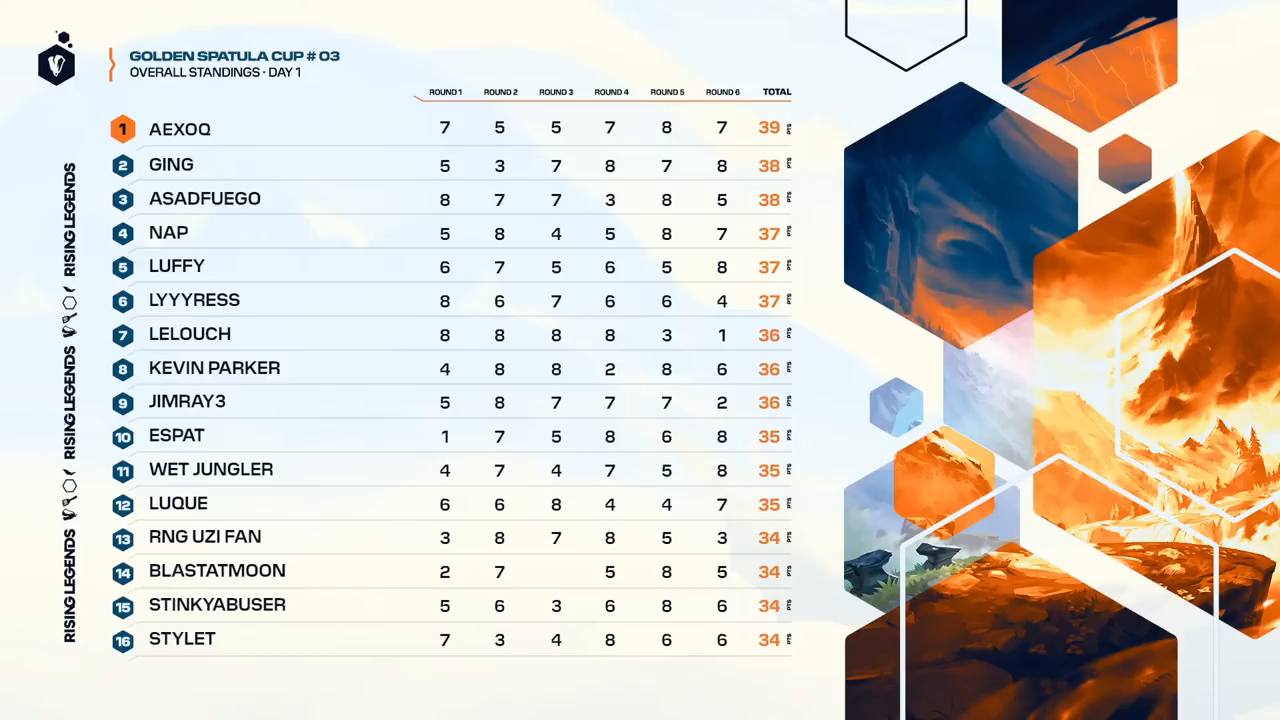 GOLDEN SPATULA CUP # 03
OVERALL STANDINGS · DAY 1
ROUND 1 ROUND 2 ROUND 3 ROUND 4 ROUND 5 ROUND 6 TOTAL
1 AEXOQ 7 5 5 7 8 7 39 PTS
2 GING 5 3 7 8 7 8 38 PTS
3 ASADFUEGO 8 7 7 3 8 5 38 PTS
4 NAP 5 8 4 5 8 7 37 PTS
5 LUFFY 6 7 5 6 5 8 37 PTS
6 LYYYRESS 8 6 7 6 6 4 37 PTS
7 LELOUCH 8 8 8 8 3 1 36 PTS
8 KEVIN PARKER 4 8 8 2 8 6 36 PTS
9 JIMRAY3 5 8 7 7 7 2 36 PTS
10 ESPAT 1 7 5 8 6 8 35 PTS
11 WET JUNGLER 4 7 4 7 5 8 35 PTS
12 LUQUE 6 6 8 4 4 7 35 PTS
13 RNG UZI FAN 3 8 7 8 5 3 34 PTS
14 BLASTATMOON 2 7 5 8 5 34 PTS
15 STINKYABUSER 5 6 3 6 8 6 34 PTS
16 STYLET 7 3 4 8 6 6 34 PTS
RISING LEGENDS
RISING LEGENDS
RISING LEGENDS